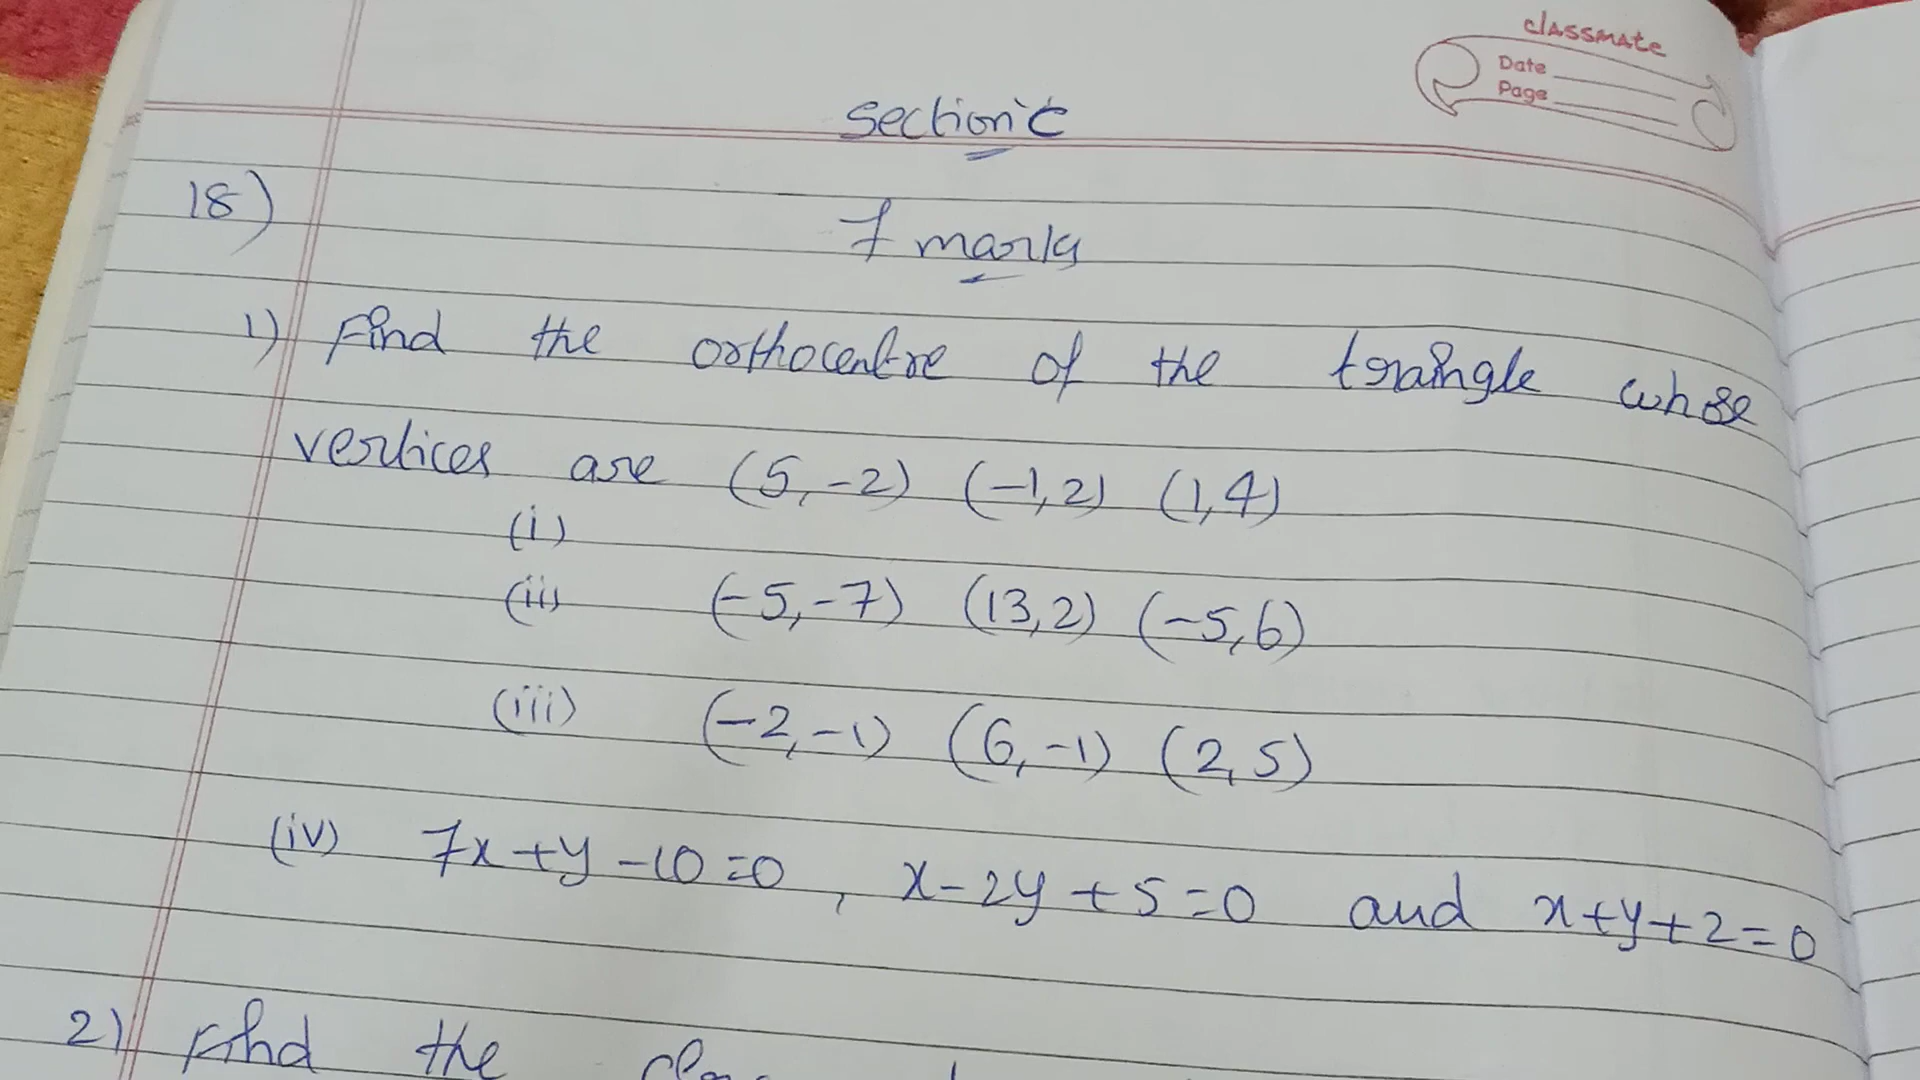 classmate
Date
Page
Section 'C
18)
7 marks
1) Find the orthocentre of the traingle whose
vertices are (5,-2) (-1,2) (1,4)
(i)
(ii) (-5,-7) (13,2) (-5,6)
(iii) (-2,-1) (6,-1) (2,5)
(iv) 7x+y-10=0, x-2y+5=0 and x+y+2=0
2) Find the